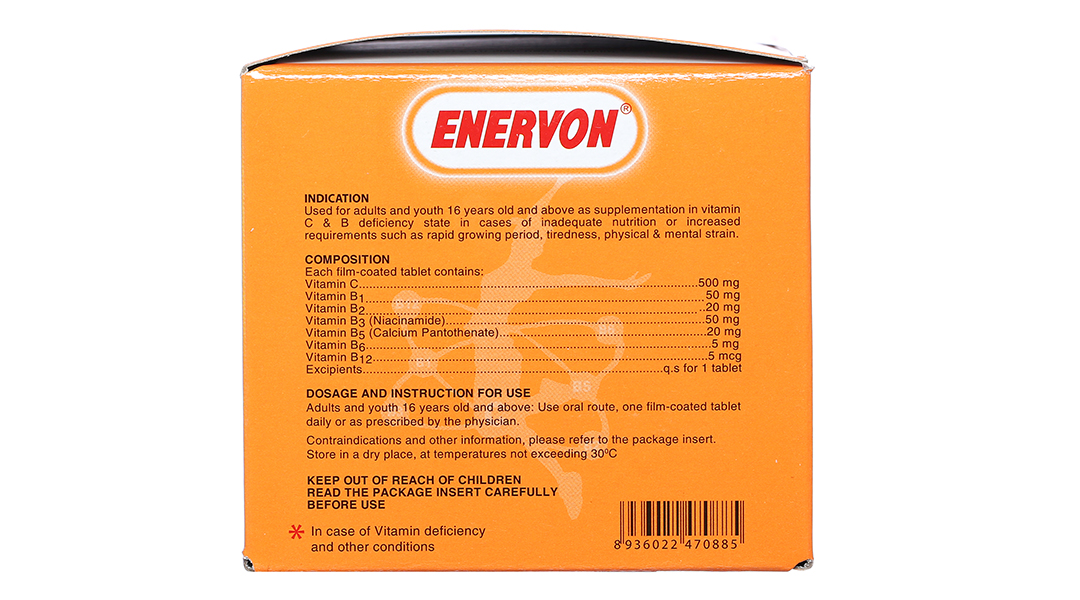 ENERVON®
INDICATION
Used for adults and youth 16 years old and above as supplementation in vitamin
C & B deficiency state in cases of inadequate nutrition or increased
requirements such as rapid growing period, tiredness, physical & mental strain.
COMPOSITION
Each film-coated tablet contains:
Vitamin C....................500 mg
Vitamin B1....................50 mg
Vitamin B2....................20 mg
Vitamin B3 (Niacinamide)....................50 mg
Vitamin B5 (Calcium Pantothenate)....................20 mg
Vitamin B6....................5 mg
Vitamin B12....................5 mcg
Excipients....................q.s for 1 tablet
DOSAGE AND INSTRUCTION FOR USE
Adults and youth 16 years old and above: Use oral route, one film-coated tablet
daily or as prescribed by the physician.
Contraindications and other information, please refer to the package insert.
Store in a dry place, at temperatures not exceeding 30⁰C
KEEP OUT OF REACH OF CHILDREN
READ THE PACKAGE INSERT CAREFULLY
BEFORE USE
* In case of Vitamin deficiency
and other conditions
8 936022 470885